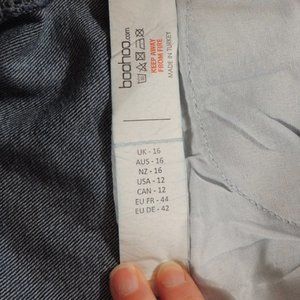 boohoo.com
KEEP AWAY
FROM FIRE
MADE IN TURKEY
UK - 16
AUS - 16
NZ - 16
USA - 12
CAN - 12
EU FR - 44
EU DE - 42